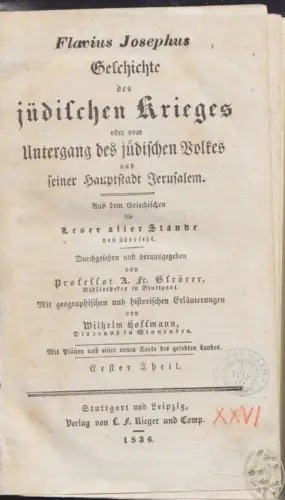 Flavius Josephus
Geschichte
des
jüdischen Krieges
oder vom
Untergang des jüdischen Volkes
und
seiner Hauptstadt Jerusalem.
Aus dem Griechischen
für
Leser aller Stände
neu übersetzt.
Durchgesehen und herausgegeben
von
Professor A. Fr. Gfrörer,
Bibliothekar in Stuttgart.
Mit geographischen und historischen Erläuterungen
von
Wilhelm Hoffmann,
Diaconus in Winnenden.
Mit Plänen und einer neuen Karte des gelobten Landes.
Erster Theil.
Stuttgart und Leipzig,
Verlag von L. F. Rieger und Comp.
1836.
XXVI